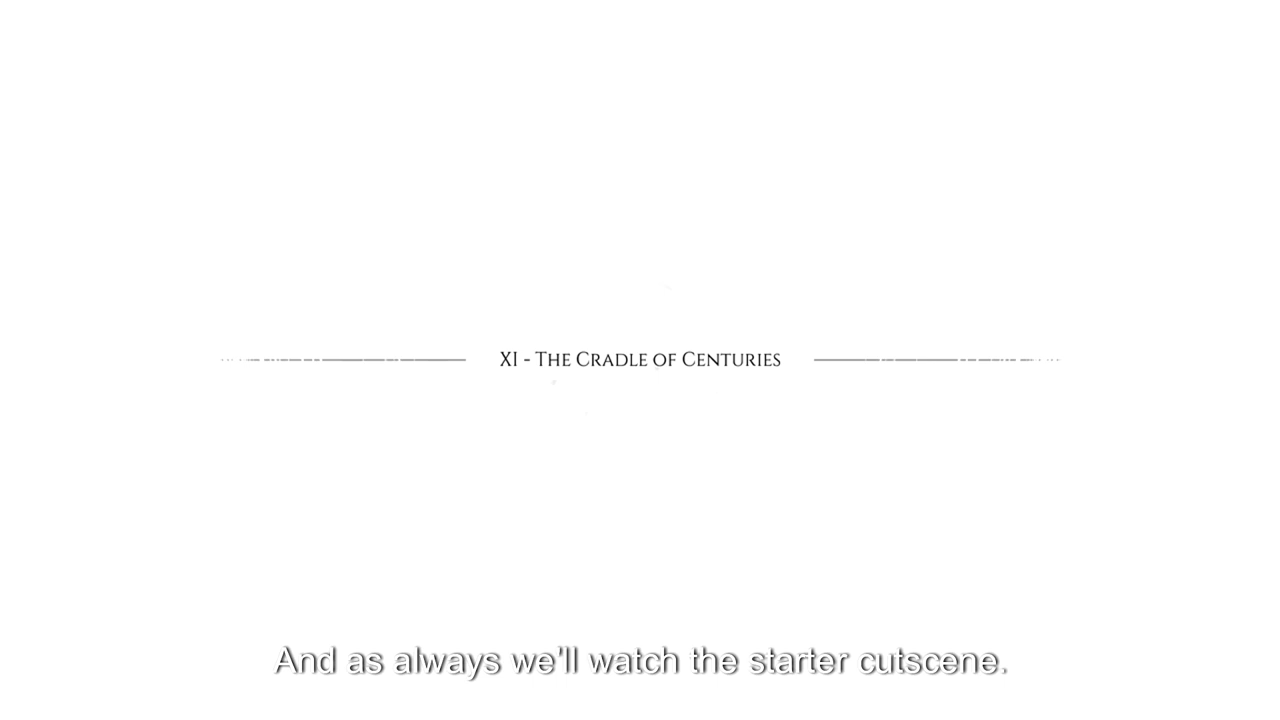 XI - The Cradle of Centuries
And as always we'll watch the starter cutscene.